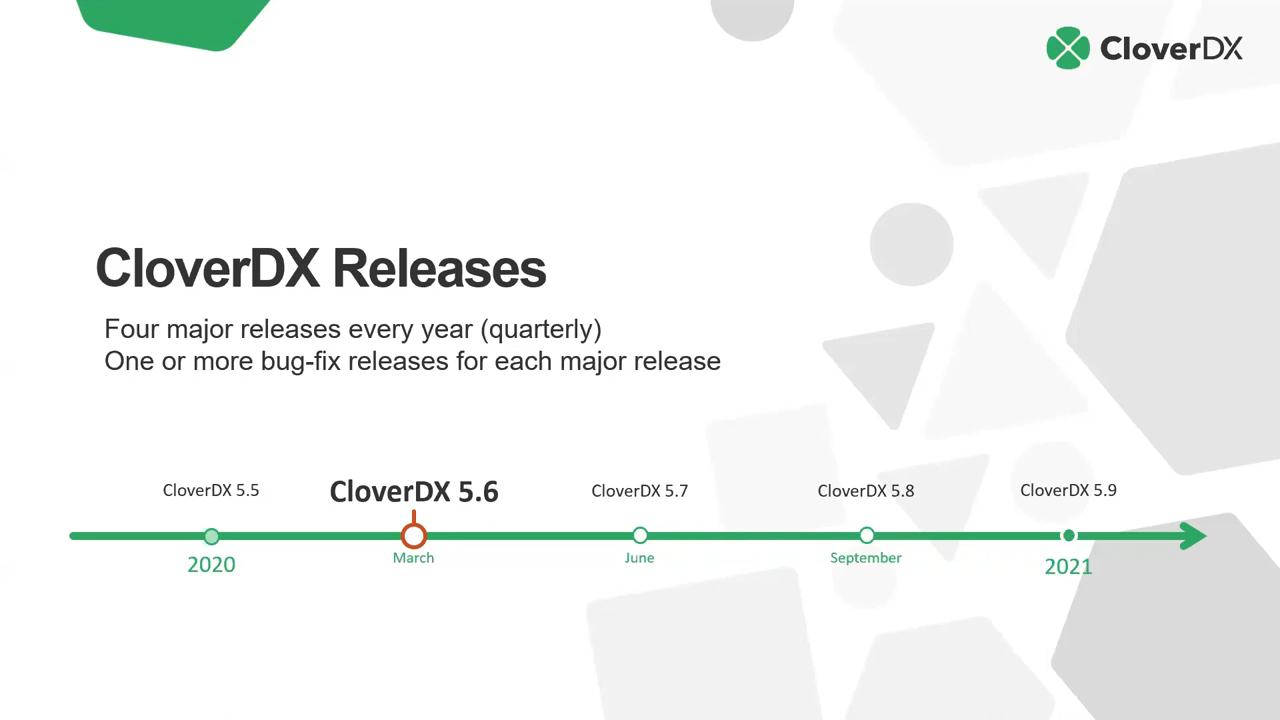 CloverDX
CloverDX Releases
Four major releases every year (quarterly)
One or more bug-fix releases for each major release
CloverDX 5.5
CloverDX 5.6
CloverDX 5.7
CloverDX 5.8
CloverDX 5.9
2020
March
June
September
2021